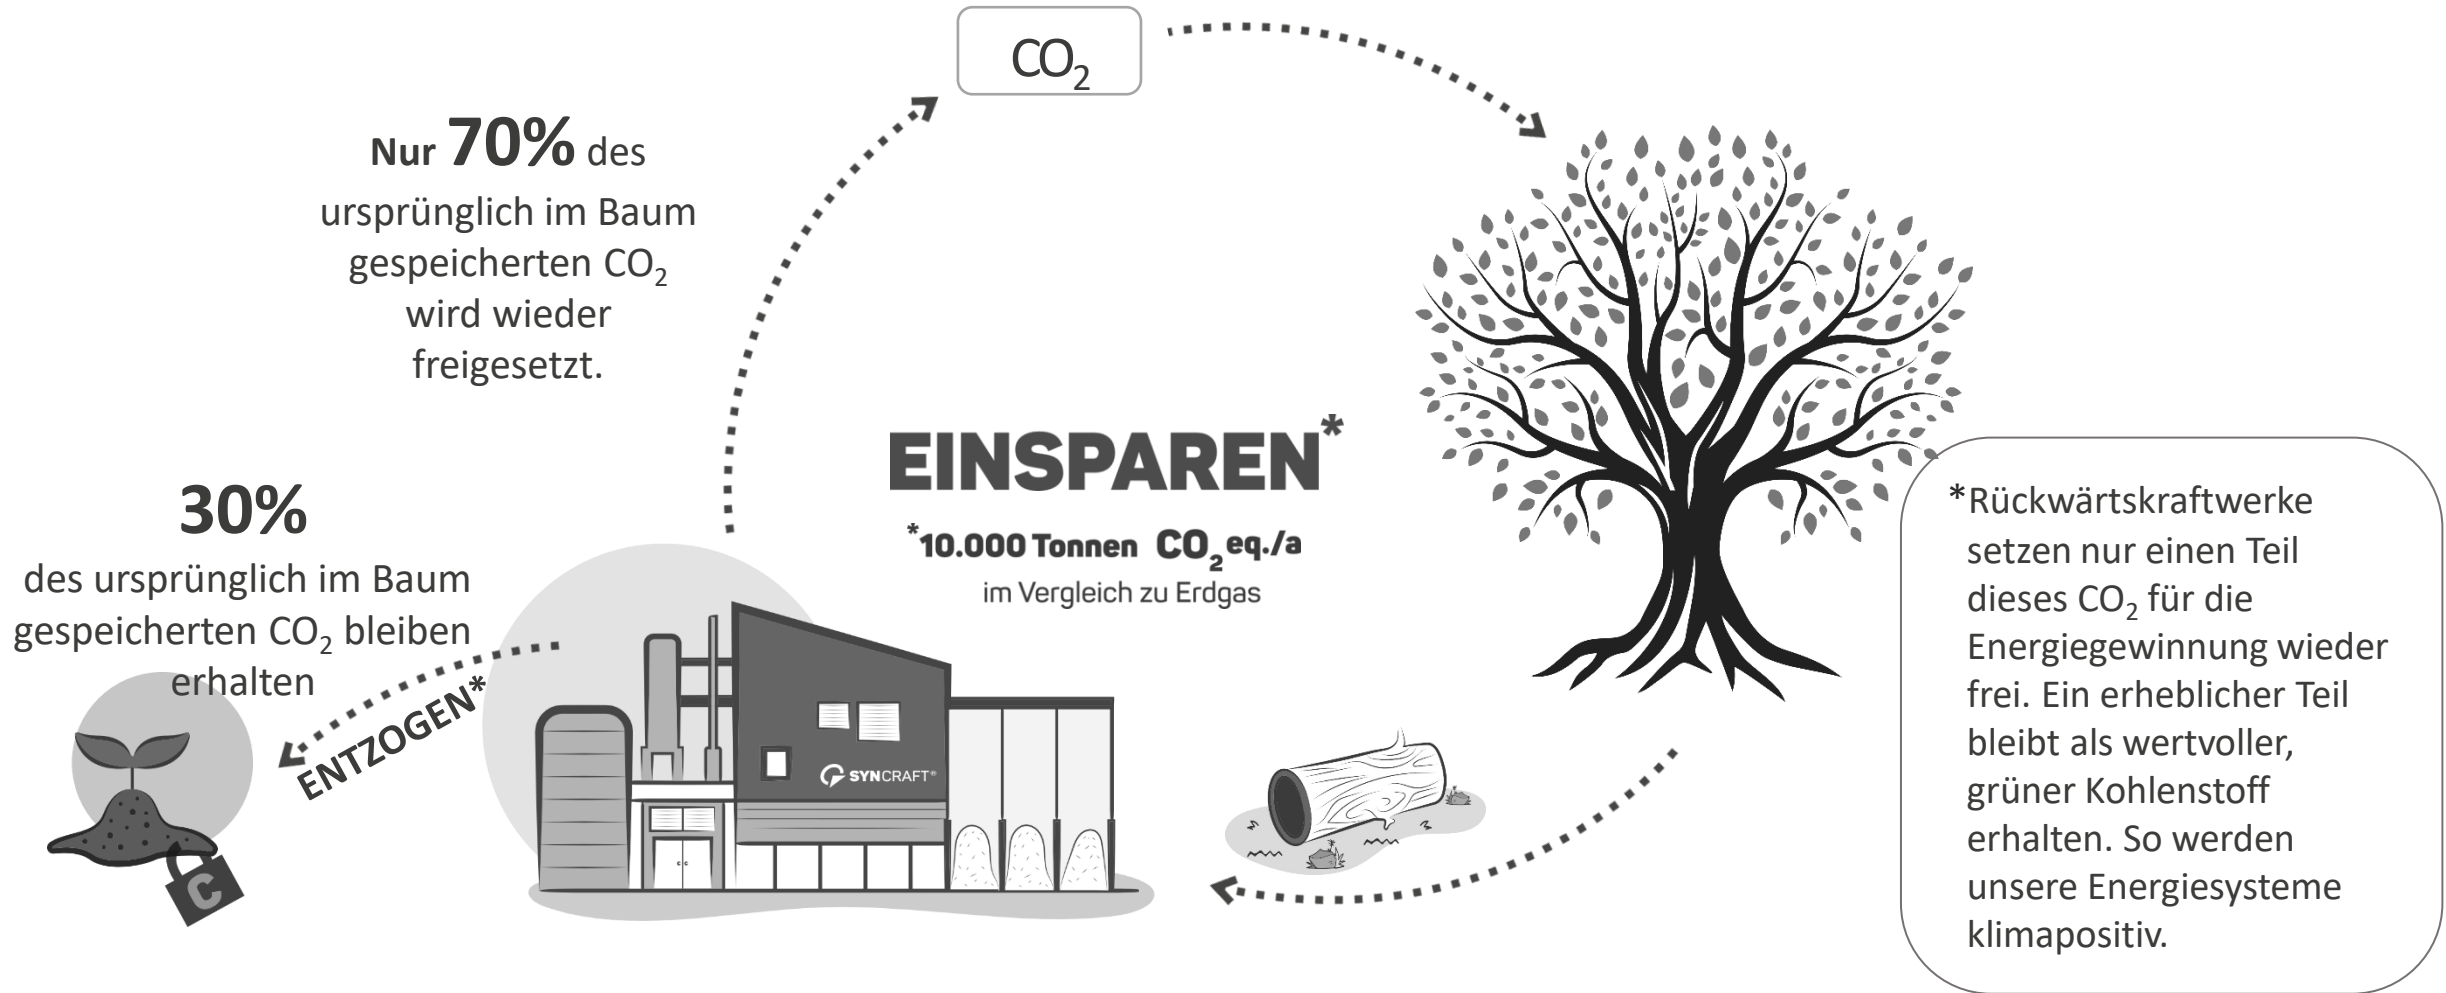 CO₂
Nur 70% des
ursprünglich im Baum
gespeicherten CO₂
wird wieder
freigesetzt.
EINSPAREN*
*10.000 Tonnen CO₂ eq./a
im Vergleich zu Erdgas
30%
des ursprünglich im Baum
gespeicherten CO₂ bleiben
erhalten
ENTZOGEN*
C
SYNCRAFT®
*Rückwärtskraftwerke
setzen nur einen Teil
dieses CO₂ für die
Energiegewinnung wieder
frei. Ein erheblicher Teil
bleibt als wertvoller,
grüner Kohlenstoff
erhalten. So werden
unsere Energiesysteme
klimapositiv.